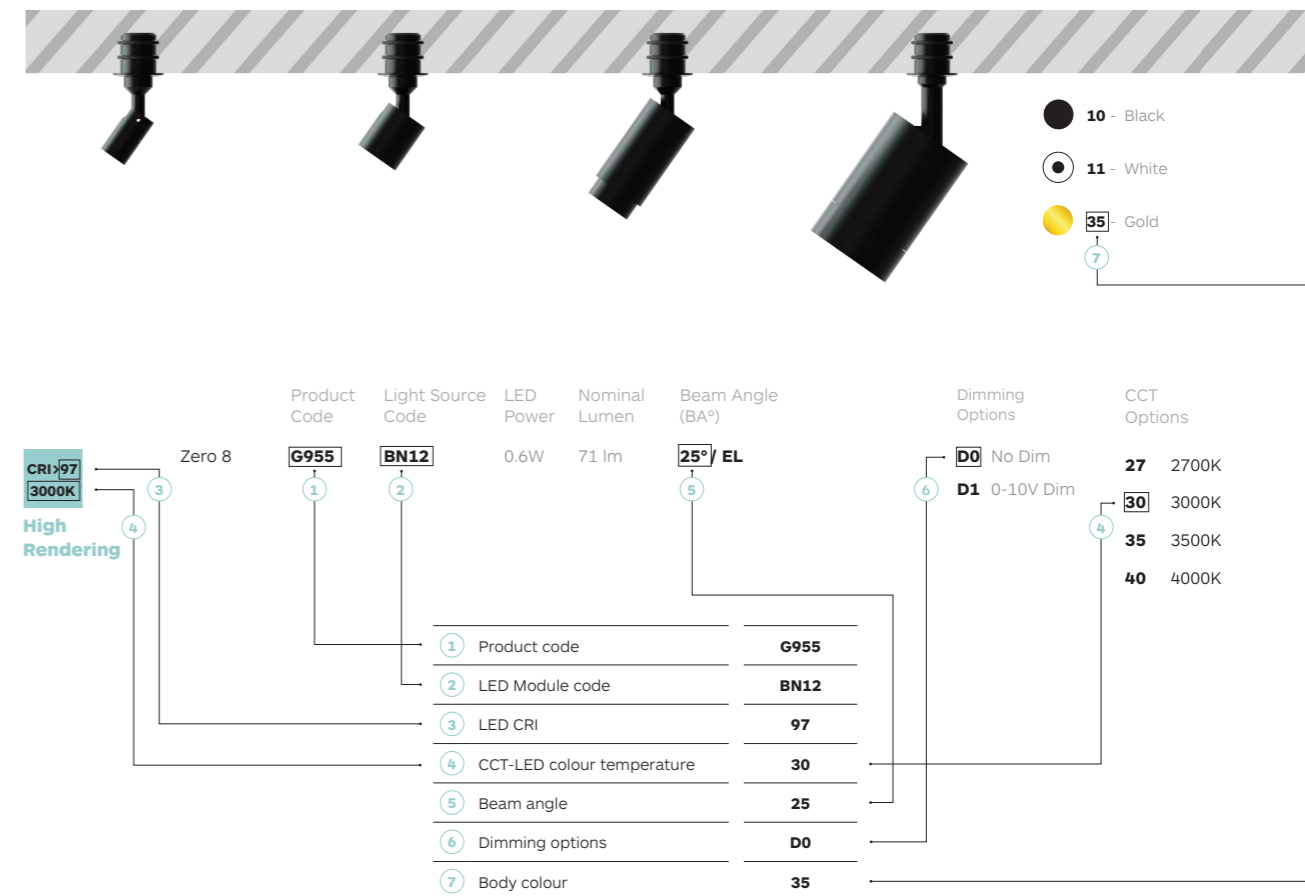 10 - Black
11 - White
35 - Gold
7
Product Code
Light Source Code
LED Power
Nominal Lumen
Beam Angle (BA°)
Dimming Options
CCT Options
CRI>97
3000K
High Rendering
3
4
Zero 8
G955
1
BN12
2
0.6W
71 lm
25°/ EL
5
6
D0 No Dim
D1 0-10V Dim
4
27 2700K
30 3000K
35 3500K
40 4000K
1 Product code G955
2 LED Module code BN12
3 LED CRI 97
4 CCT-LED colour temperature 30
5 Beam angle 25
6 Dimming options D0
7 Body colour 35